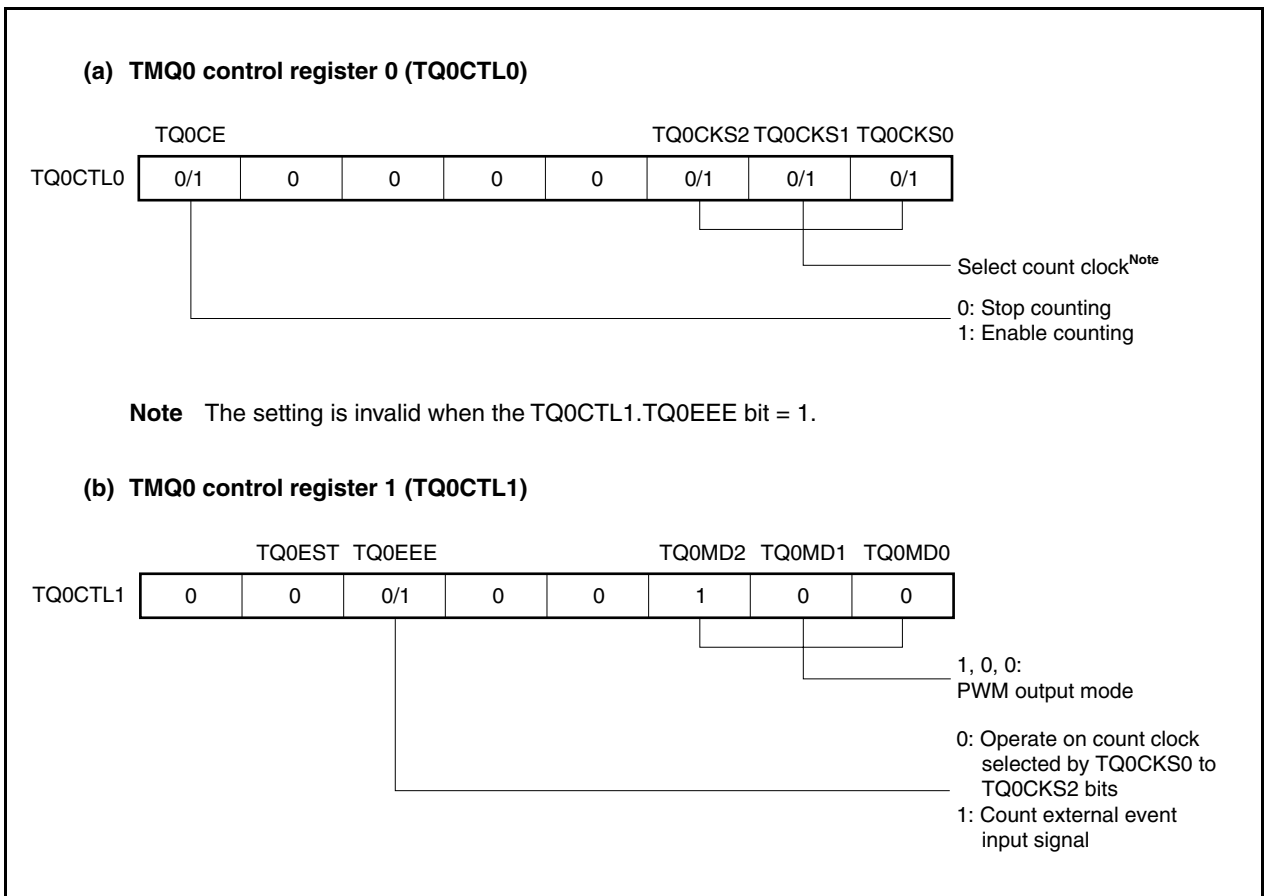 (a) TMQ0 control register 0 (TQ0CTL0)
TQ0CE TQ0CKS2 TQ0CKS1 TQ0CKS0
TQ0CTL0 0/1 0 0 0 0 0/1 0/1 0/1
Select count clockNote
0: Stop counting
1: Enable counting
Note The setting is invalid when the TQ0CTL1.TQ0EEE bit = 1.
(b) TMQ0 control register 1 (TQ0CTL1)
TQ0EST TQ0EEE TQ0MD2 TQ0MD1 TQ0MD0
TQ0CTL1 0 0 0/1 0 0 1 0 0
1, 0, 0:
PWM output mode
0: Operate on count clock
selected by TQ0CKS0 to
TQ0CKS2 bits
1: Count external event
input signal